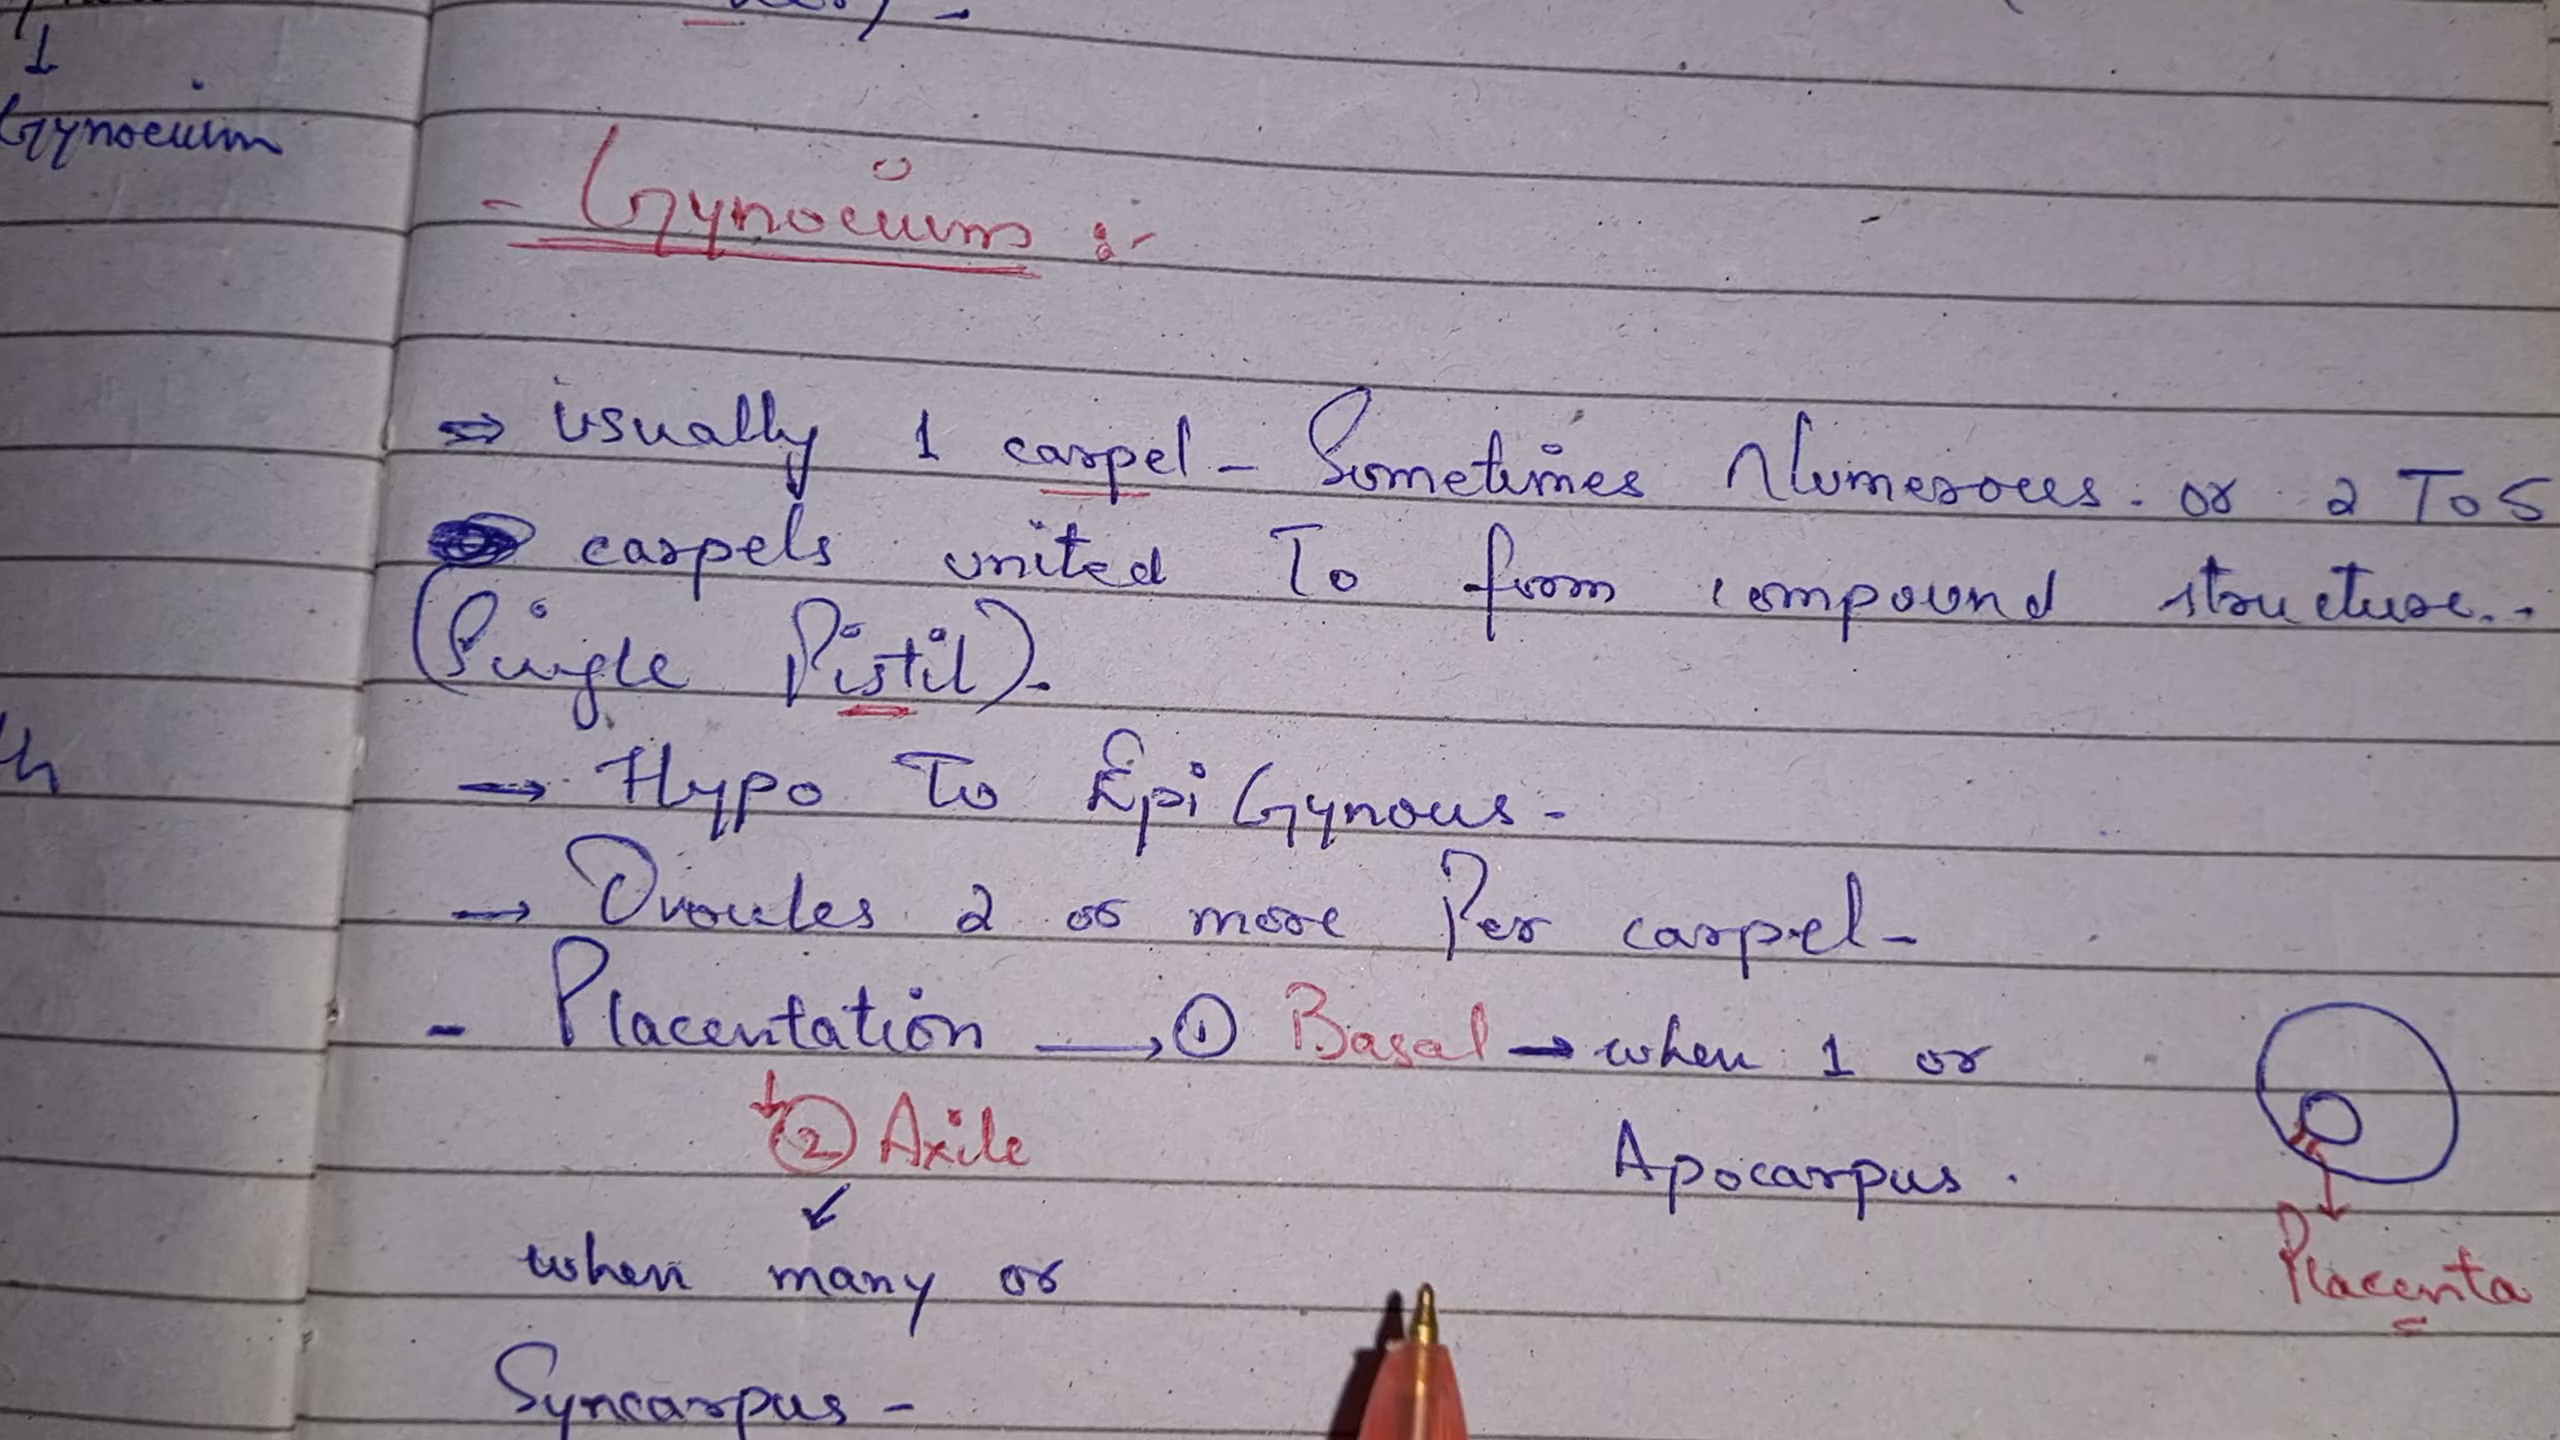 Gynoecium
- Gynoeium :-
⇒ usually 1 carpel - Sometimes Numerous. or 2 To 5
carpels united To from compound structure..
(Single Pistil).
→ Hypo To Epi Gynous -
→ Ovoules 2 or more Per carpel -
- Placentation → ① Basal → when 1 or
↓ ② Axile
Apocarpus .
↙
when many or
Placenta
Syncarpus -